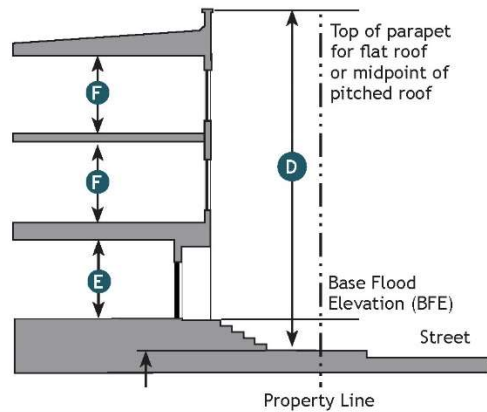 Top of parapet
for flat roof
or midpoint of
pitched roof
F
D
F
E
Base Flood
Elevation (BFE)
Street
Property Line